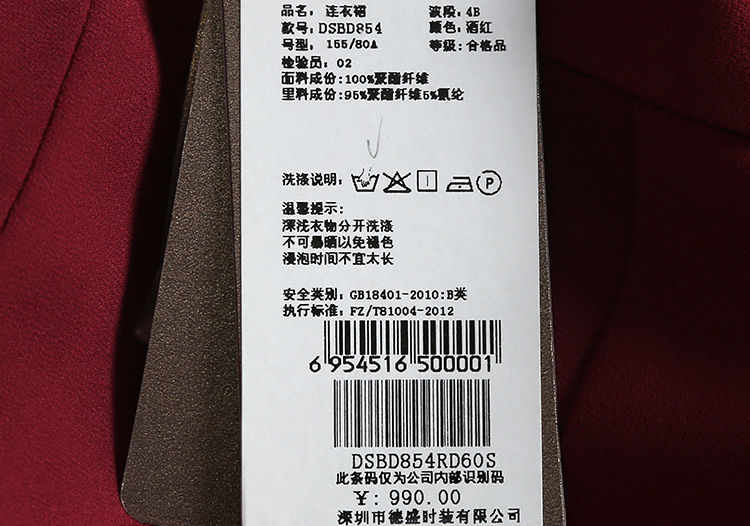 品名: 连衣裙 波段: 4B
款号: DSBD854 颜色: 酒红
号型: 155/80A 等级: 合格品
检验员: 02
面料成份:100%聚酯纤维
里料成份:95%聚酯纤维5%氨纶
洗涤说明: P
温馨提示:
深浅衣物分开洗涤
不可暴晒以免褪色
浸泡时间不宜太长
安全类别: GB18401-2010:B类
执行标准: FZ/T81004-2012
6 954516 500001
DSBD854RD60S
此条码仅为公司内部识别码
¥: 990.00
深圳市德盛时装有限公司